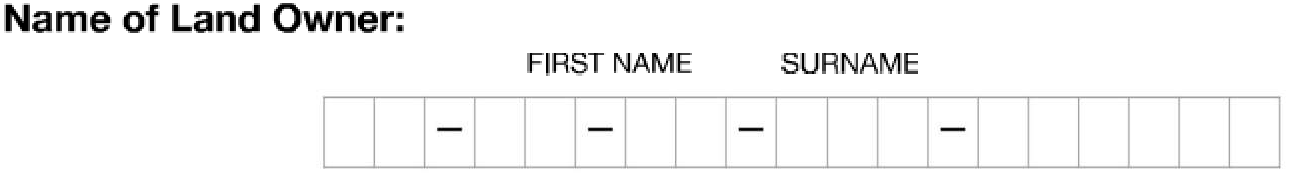 Name of Land Owner:
FIRST NAME SURNAME
– – – –